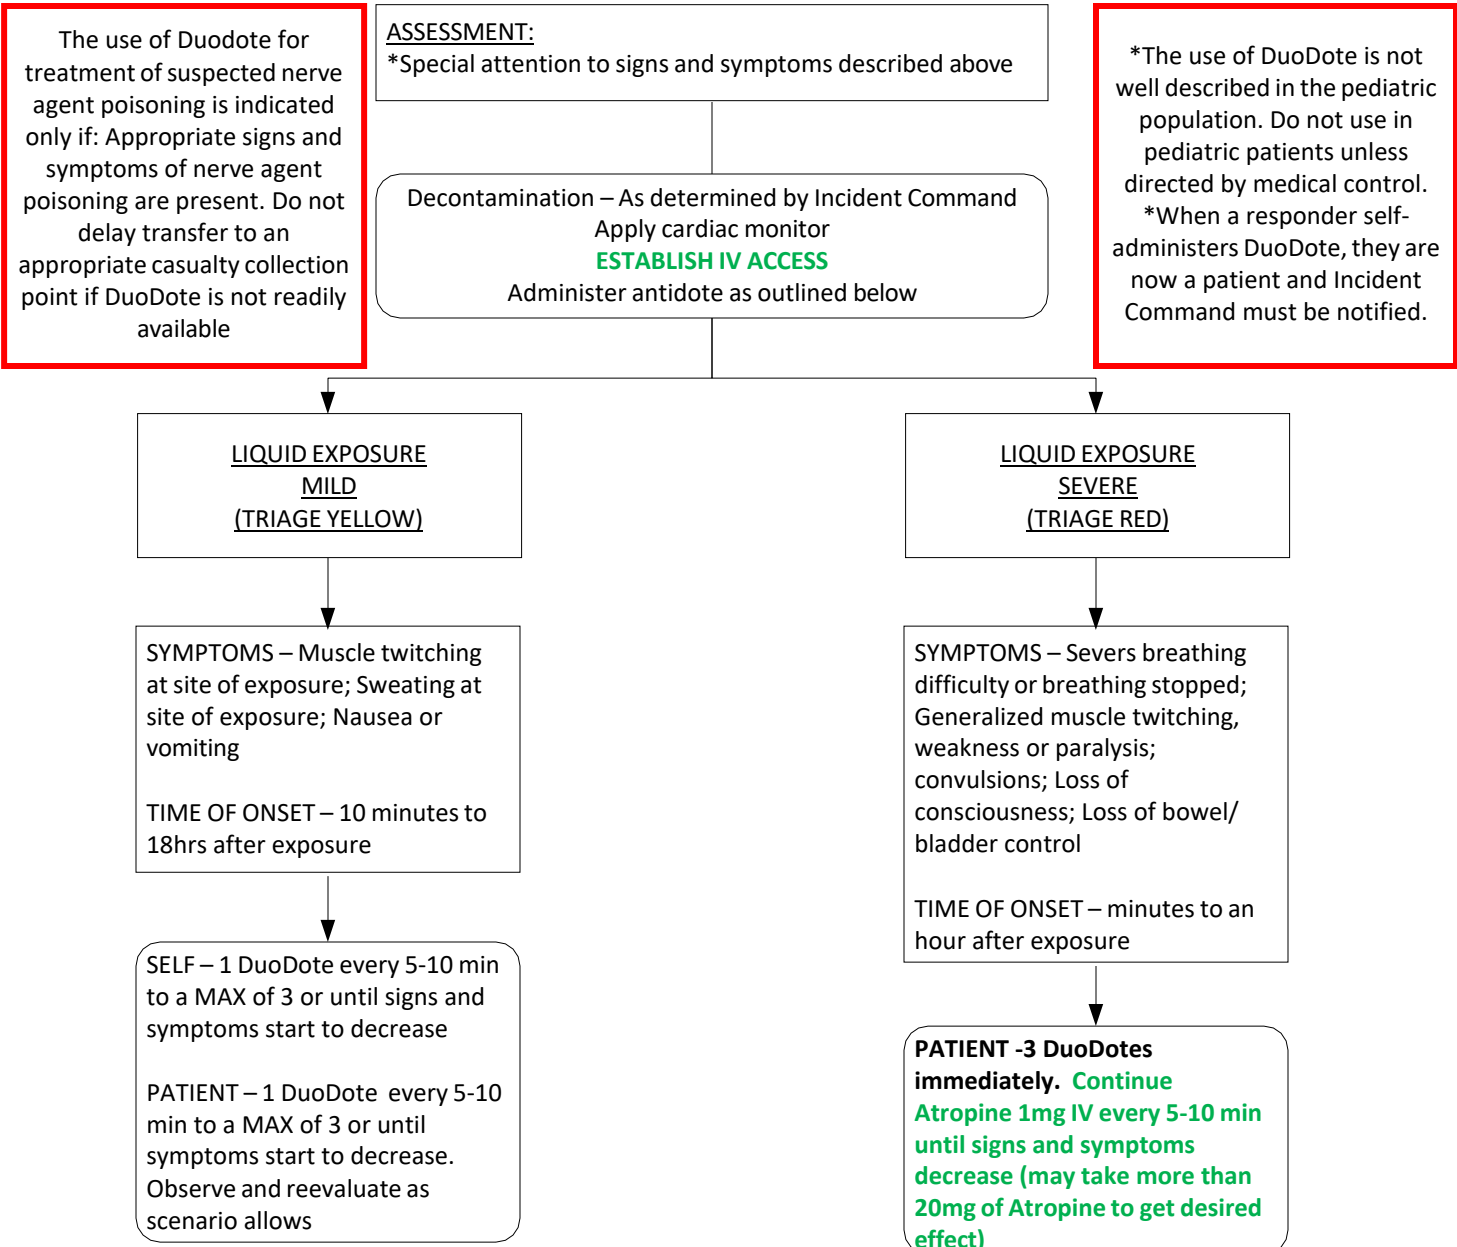 The use of Duodote for
treatment of suspected nerve
agent poisoning is indicated
only if: Appropriate signs and
symptoms of nerve agent
poisoning are present. Do not
delay transfer to an
appropriate casualty collection
point if DuoDote is not readily
available
ASSESSMENT:
*Special attention to signs and symptoms described above
*The use of DuoDote is not
well described in the pediatric
population. Do not use in
pediatric patients unless
directed by medical control.
*When a responder self-
administers DuoDote, they are
now a patient and Incident
Command must be notified.
Decontamination – As determined by Incident Command
Apply cardiac monitor
ESTABLISH IV ACCESS
Administer antidote as outlined below
LIQUID EXPOSURE
MILD
(TRIAGE YELLOW)
LIQUID EXPOSURE
SEVERE
(TRIAGE RED)
SYMPTOMS – Muscle twitching
at site of exposure; Sweating at
site of exposure; Nausea or
vomiting
TIME OF ONSET – 10 minutes to
18hrs after exposure
SYMPTOMS – Severs breathing
difficulty or breathing stopped;
Generalized muscle twitching,
weakness or paralysis;
convulsions; Loss of
consciousness; Loss of bowel/
bladder control
TIME OF ONSET – minutes to an
hour after exposure
SELF – 1 DuoDote every 5-10 min
to a MAX of 3 or until signs and
symptoms start to decrease
PATIENT – 1 DuoDote every 5-10
min to a MAX of 3 or until
symptoms start to decrease.
Observe and reevaluate as
scenario allows
PATIENT -3 DuoDotes
immediately. Continue
Atropine 1mg IV every 5-10 min
until signs and symptoms
decrease (may take more than
20mg of Atropine to get desired
effect)